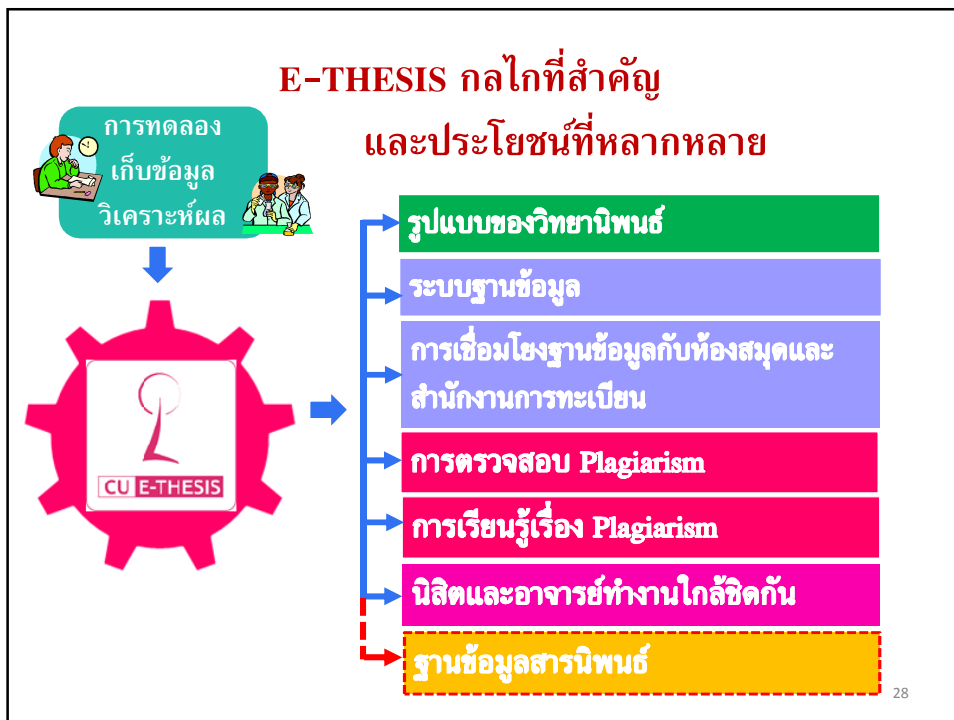 E-THESIS กลไกที่สำคัญ
และประโยชน์ที่หลากหลาย
การทดลอง
เก็บข้อมูล
วิเคราะห์ผล
CU E-THESIS
รูปแบบของวิทยานิพนธ์
ระบบฐานข้อมูล
การเชื่อมโยงฐานข้อมูลกับห้องสมุดและ
สำนักงานการทะเบียน
การตรวจสอบ Plagiarism
การเรียนรู้เรื่อง Plagiarism
นิสิตและอาจารย์ทำงานใกล้ชิดกัน
ฐานข้อมูลสารนิพนธ์
28